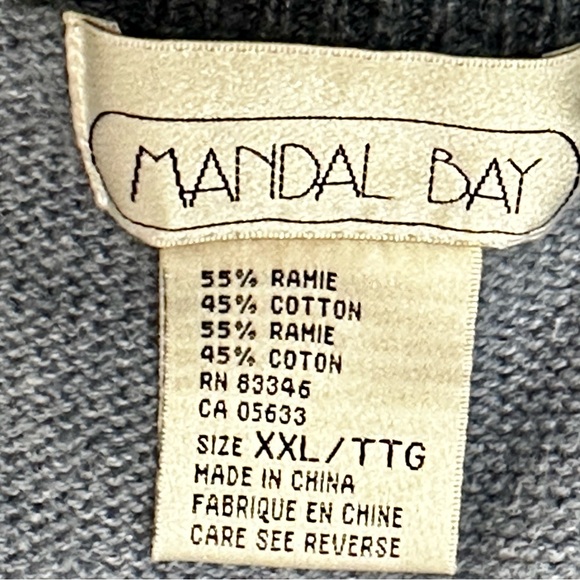 MANDAL BAY
55% RAMIE
45% COTTON
55% RAMIE
45% COTON
RN 83346
CA 05633
SIZE XXL/TTG
MADE IN CHINA
FABRIQUE EN CHINE
CARE SEE REVERSE